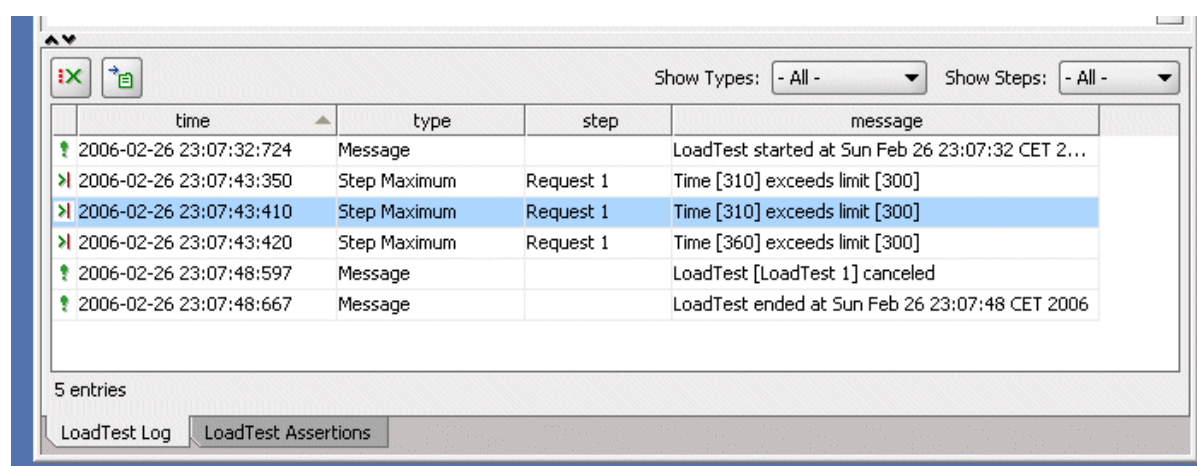 Show Types: - All - Show Steps: - All -
time type step message
2006-02-26 23:07:32:724 Message LoadTest started at Sun Feb 26 23:07:32 CET 2...
2006-02-26 23:07:43:350 Step Maximum Request 1 Time [310] exceeds limit [300]
2006-02-26 23:07:43:410 Step Maximum Request 1 Time [310] exceeds limit [300]
2006-02-26 23:07:43:420 Step Maximum Request 1 Time [360] exceeds limit [300]
2006-02-26 23:07:48:597 Message LoadTest [LoadTest 1] canceled
2006-02-26 23:07:48:667 Message LoadTest ended at Sun Feb 26 23:07:48 CET 2006
5 entries
LoadTest Log LoadTest Assertions